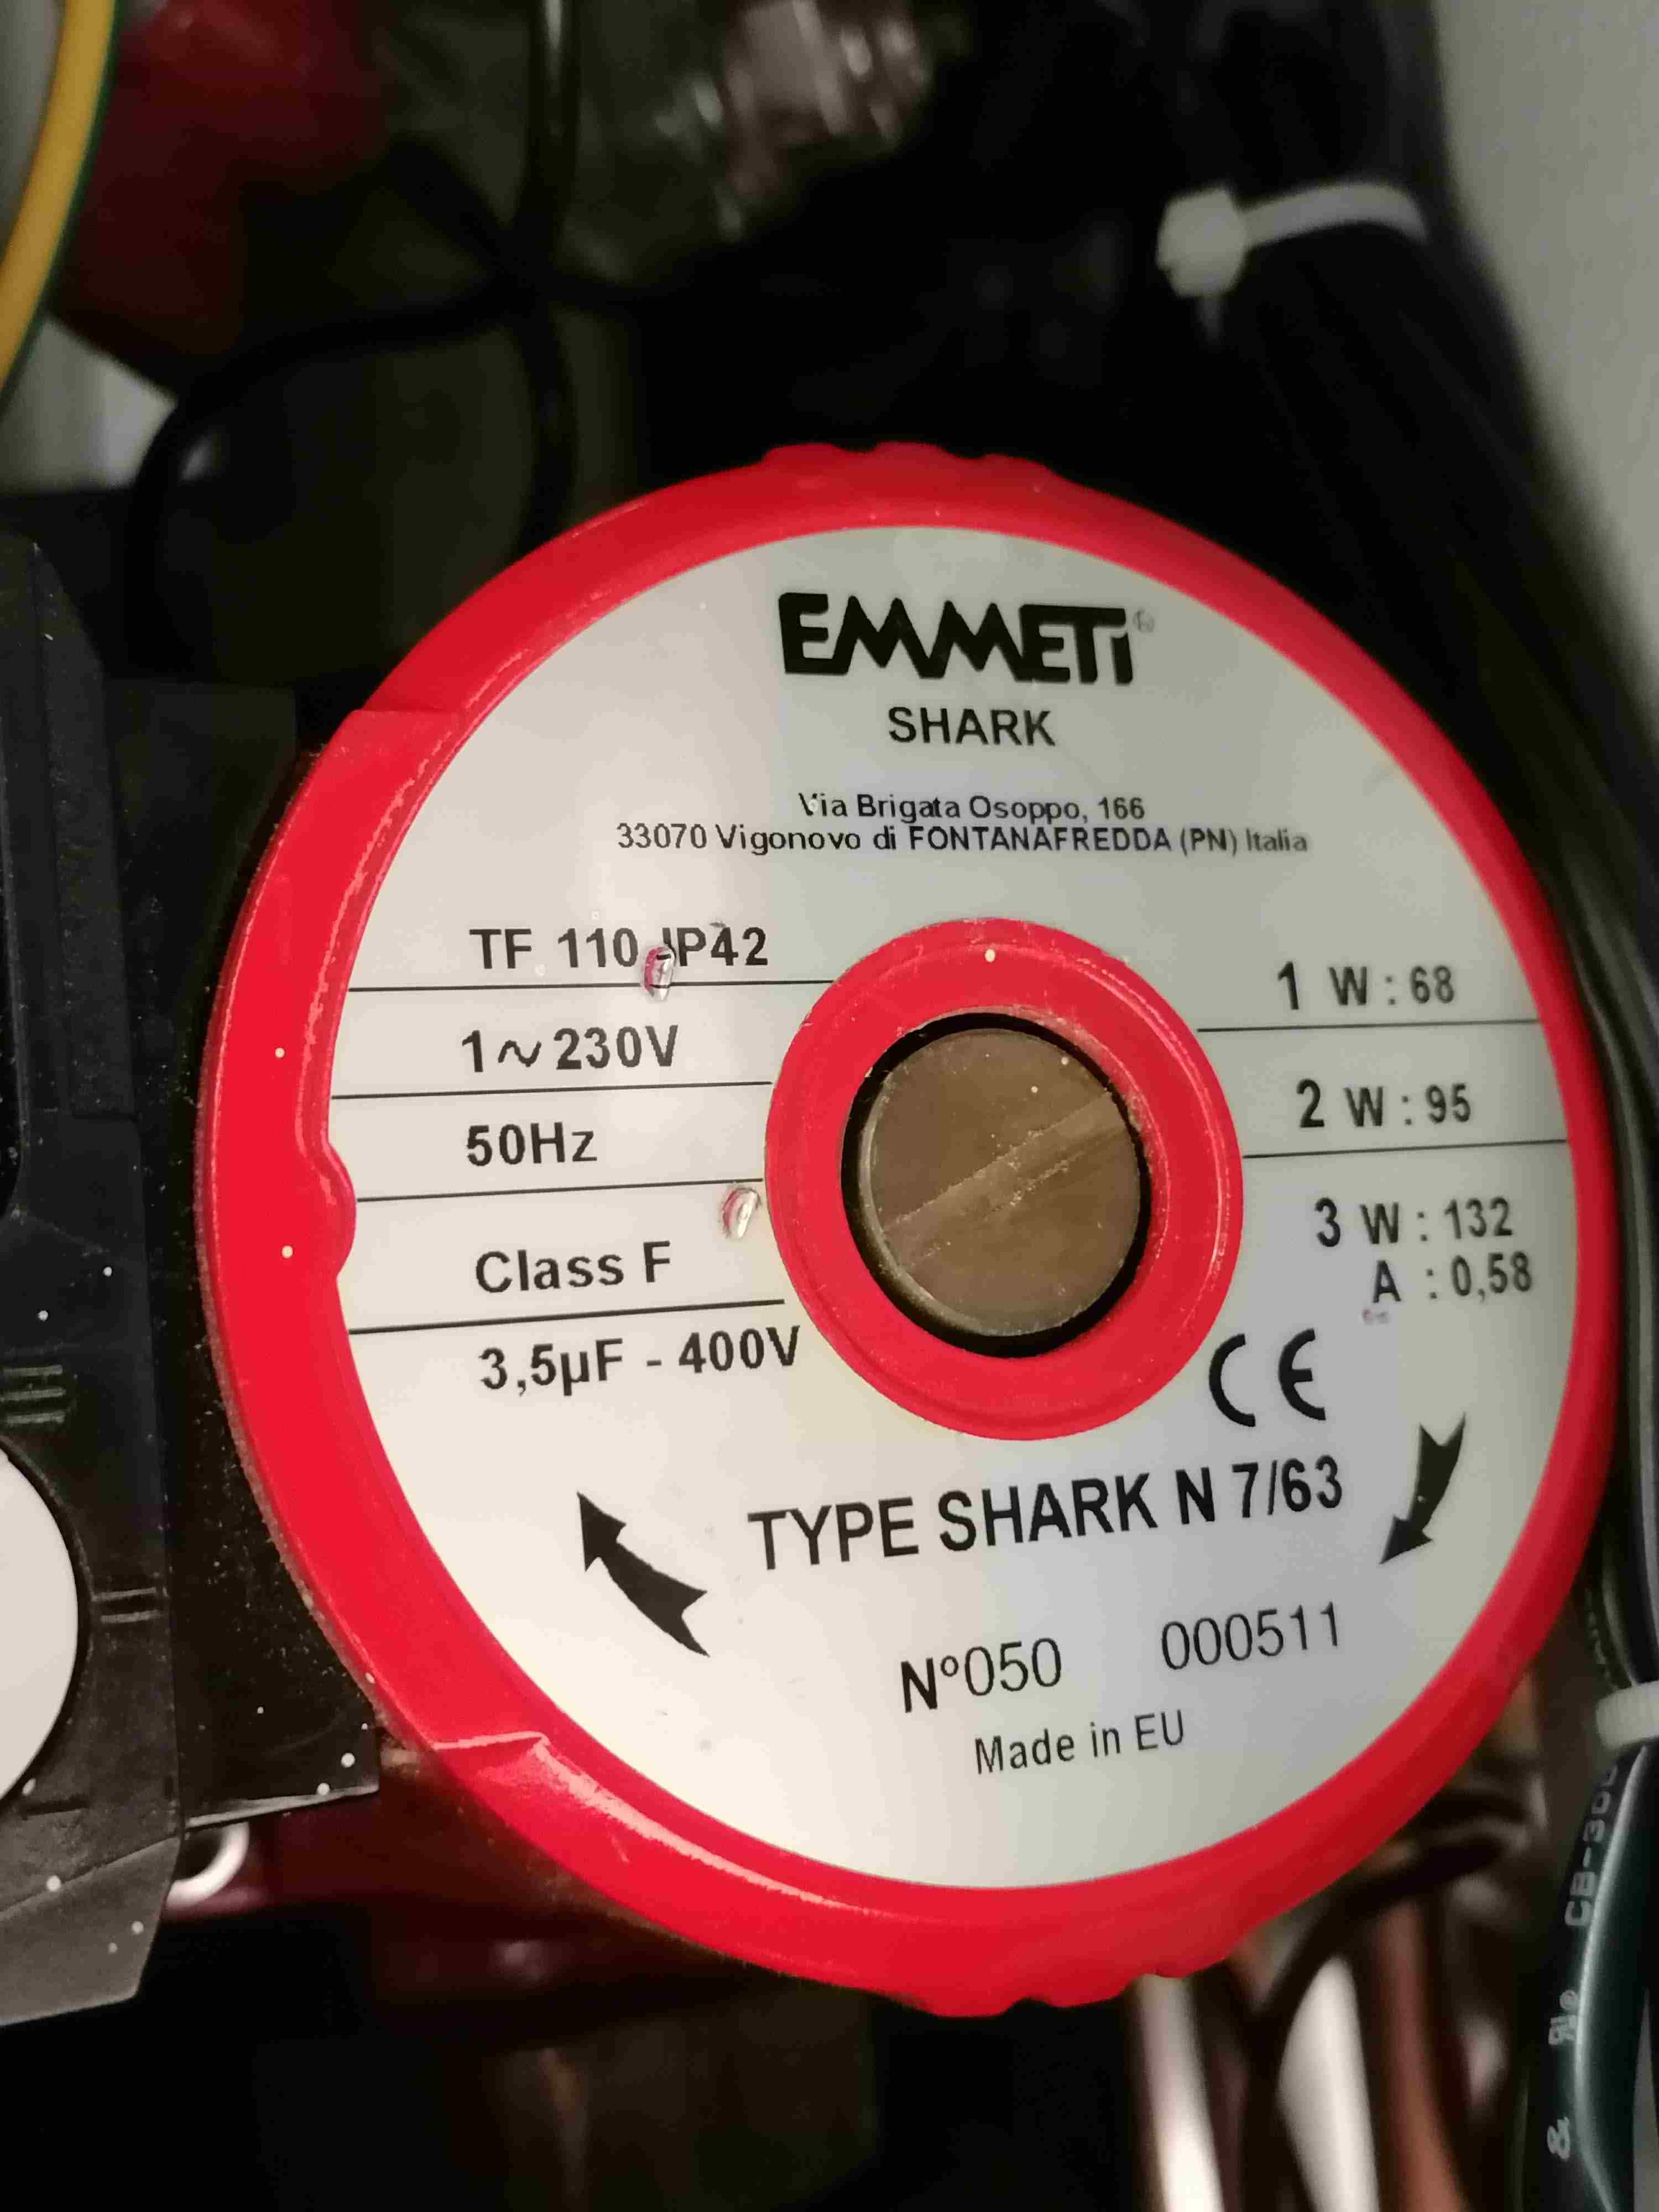 EMMETi®
SHARK
Via Brigata Osoppo, 166
33070 Vigonovo di FONTANAFREDDA (PN) Italia
TF 110 IP42
1~230V
50Hz
Class F
3,5µF - 400V
1 W : 68
2 W : 95
3 W : 132
A : 0,58
CE
TYPE SHARK N 7/63
N°050 000511
Made in EU